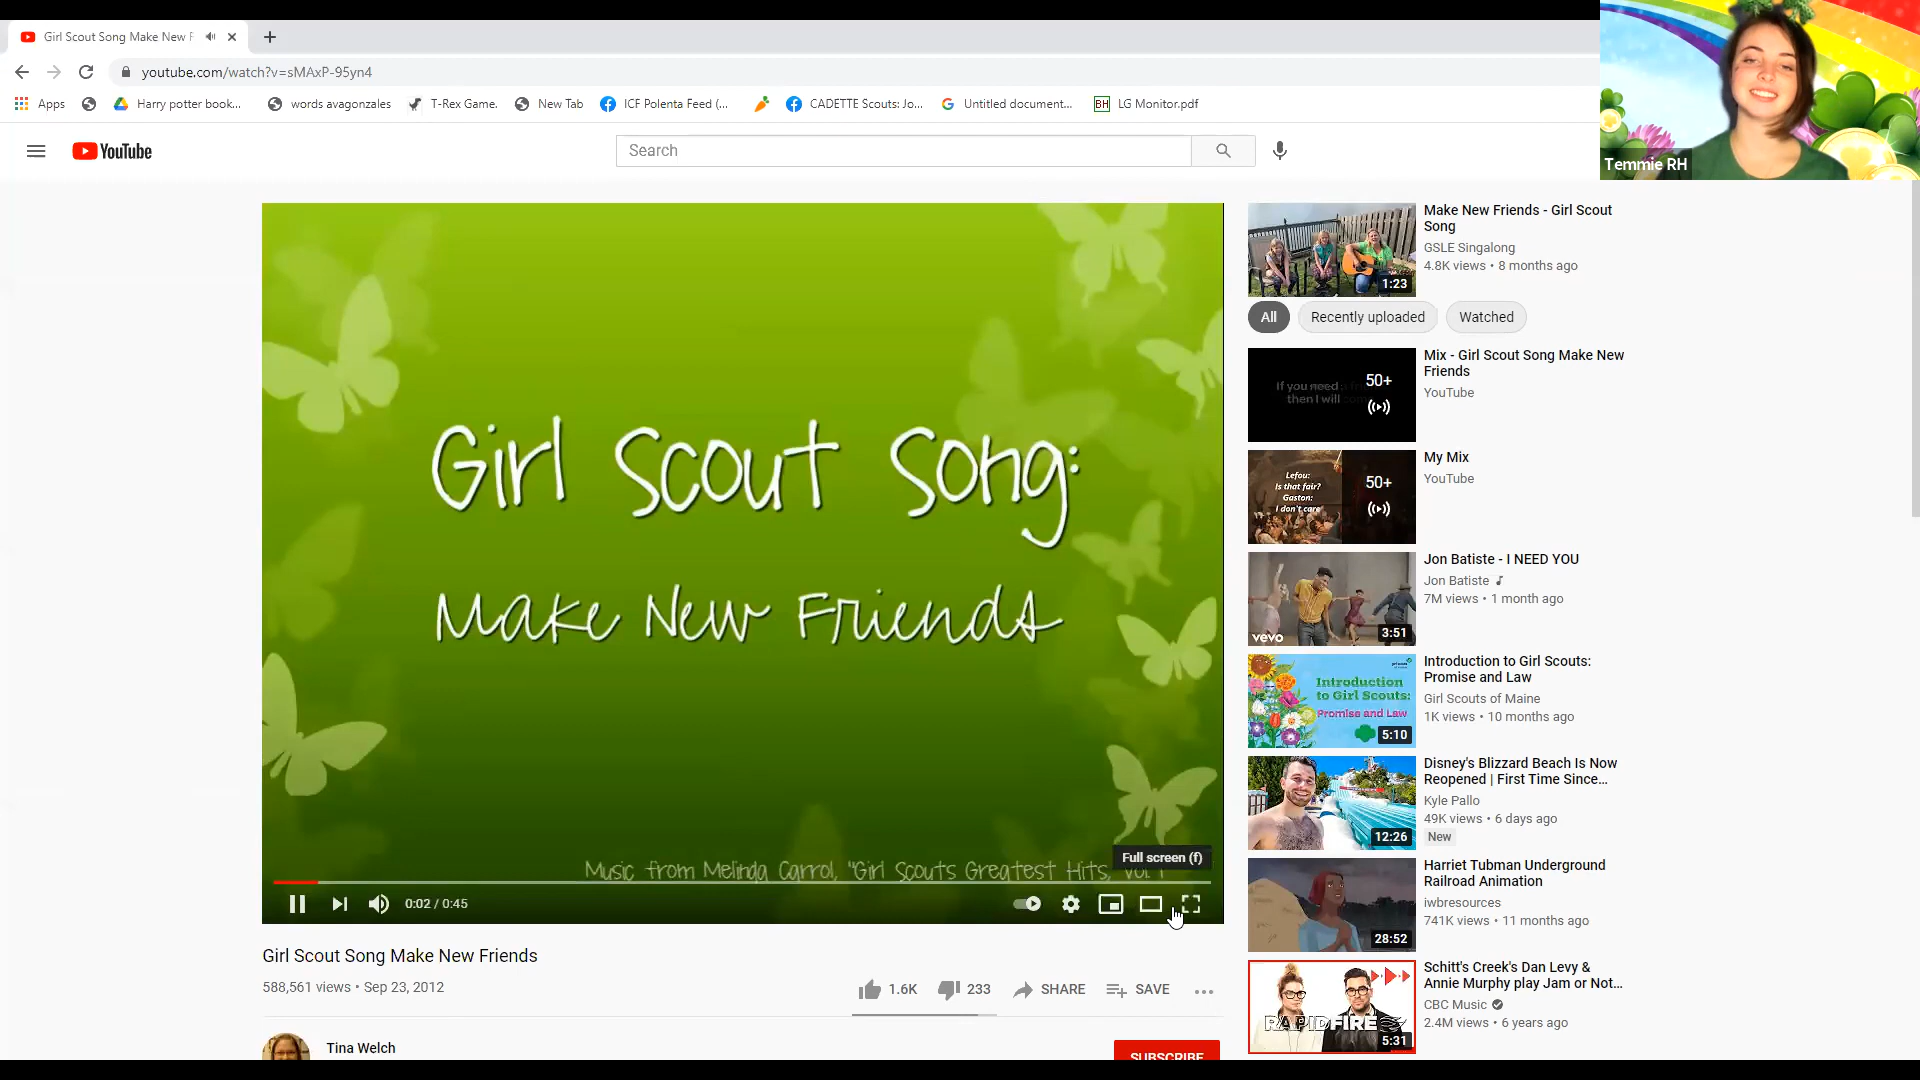 Girl Scout Song Make New F
youtube.com/watch?v=sMAxP-95yn4
Apps
Harry potter book...
words avagonzales
T-Rex Game.
New Tab
ICF Polenta Feed (...
CADETTE Scouts: Jo...
Untitled document...
BH
LG Monitor.pdf
Temmie RH
YouTube
Search
Girl Scout Song:
Make New Friends
Music from Melinda Carrol, "Girl Scouts Greatest Hits, Vol 1
Full screen (f)
0:02 / 0:45
Girl Scout Song Make New Friends
588,561 views • Sep 23, 2012
1.6K
233
SHARE
SAVE
Tina Welch
SUBSCRIBE
1:23
Make New Friends - Girl Scout
Song
GSLE Singalong
4.8K views • 8 months ago
All
Recently uploaded
Watched
If you need
then I will
50+
Mix - Girl Scout Song Make New
Friends
YouTube
Lefou:
Is that fair?
Gaston:
I don't care
50+
My Mix
YouTube
vevo
3:51
Jon Batiste - I NEED YOU
Jon Batiste
7M views • 1 month ago
Introduction
to Girl Scouts:
Promise and Law
5:10
Introduction to Girl Scouts:
Promise and Law
Girl Scouts of Maine
1K views • 10 months ago
12:26
Disney's Blizzard Beach Is Now
Reopened | First Time Since...
Kyle Pallo
49K views • 6 days ago
New
28:52
Harriet Tubman Underground
Railroad Animation
iwbresources
741K views • 11 months ago
RAPIDFIRE
5:31
Schitt's Creek's Dan Levy &
Annie Murphy play Jam or Not...
CBC Music
2.4M views • 6 years ago